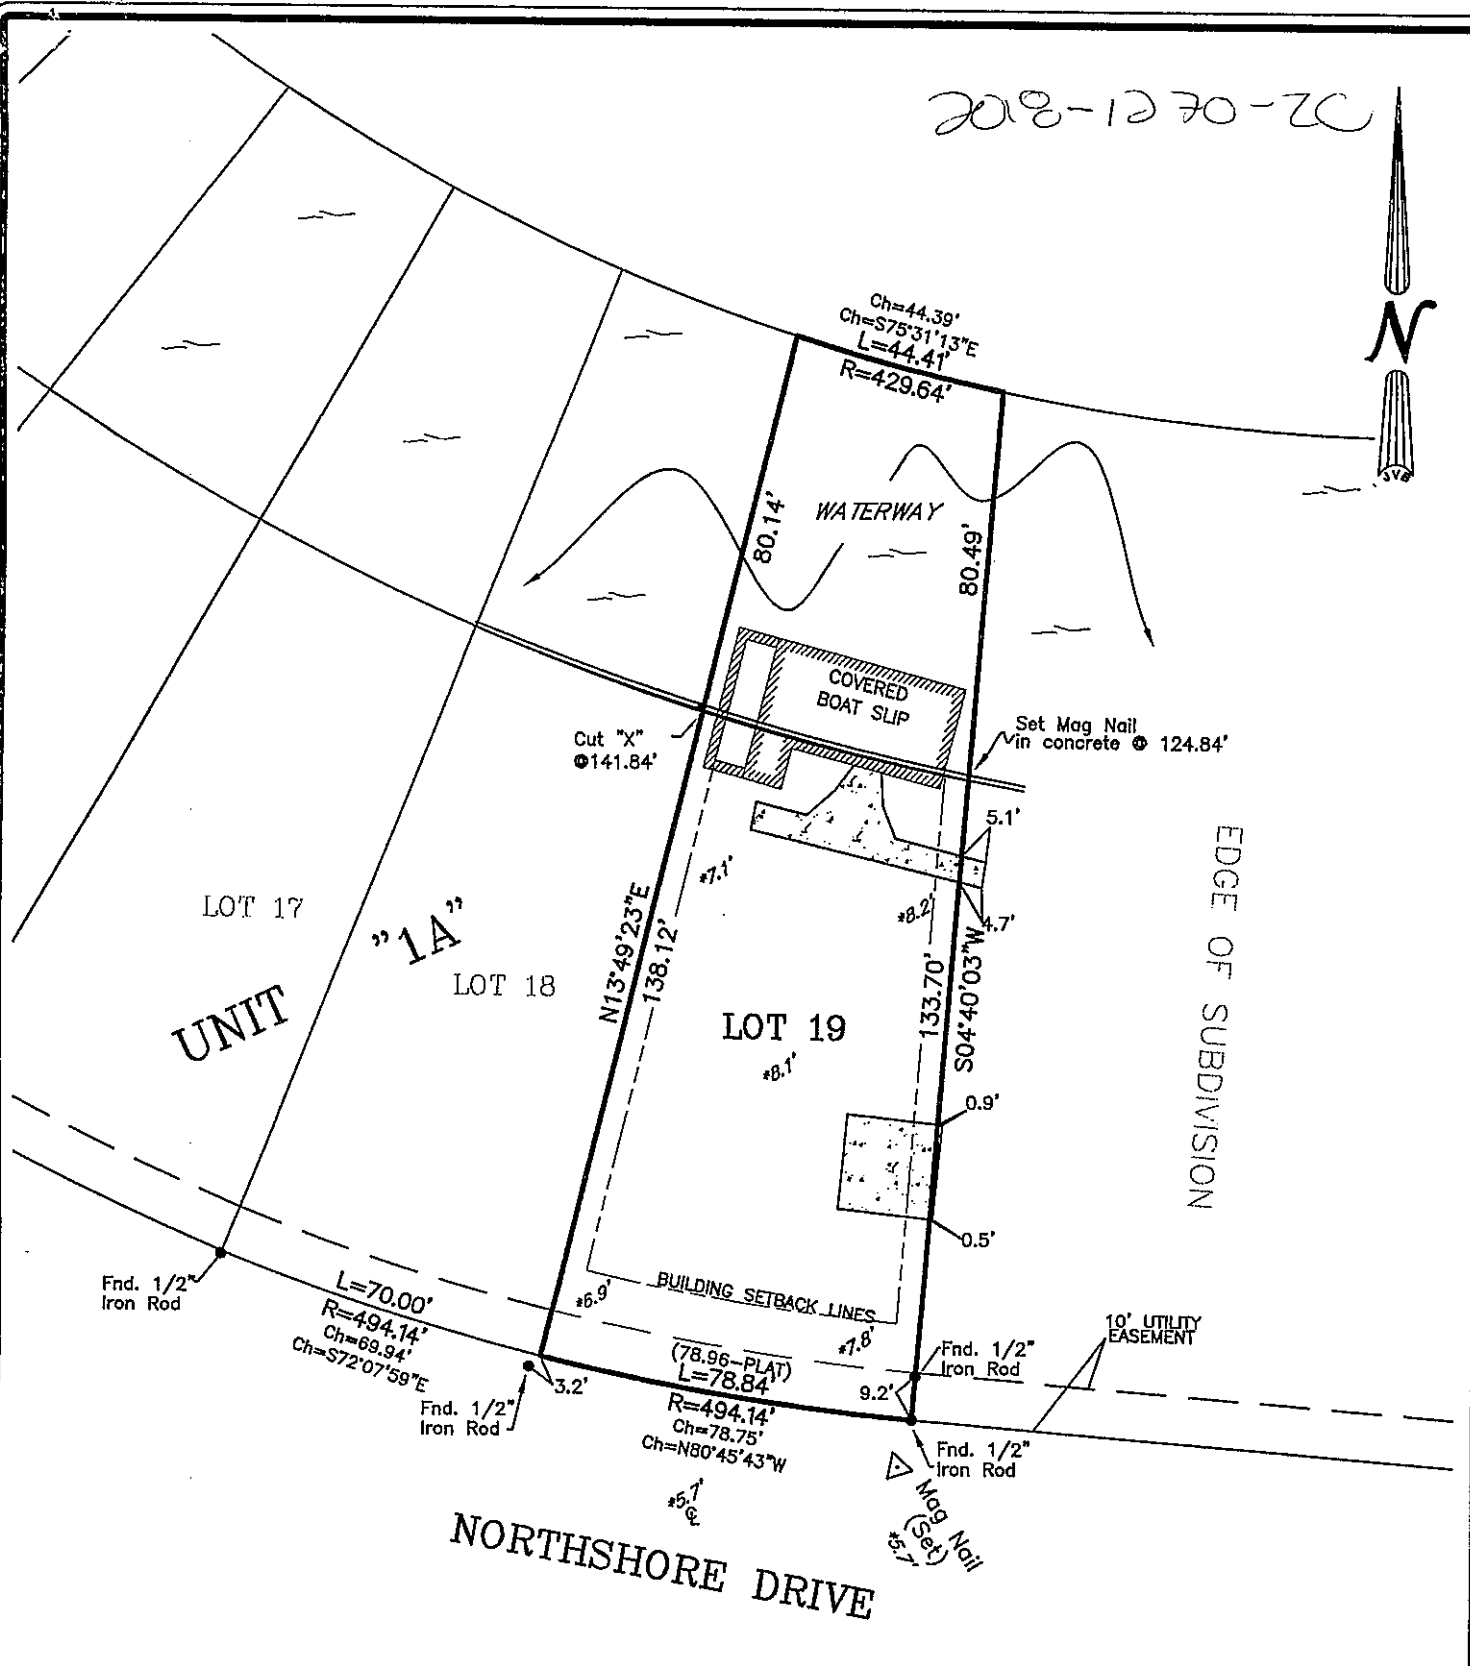 2018-1270-ZC
N
JVB
Ch=44.39'
Ch=S75°31'13"E
L=44.41'
R=429.64'
WATERWAY
80.14'
80.49'
COVERED
BOAT SLIP
Cut "X"
@141.84'
Set Mag Nail
in concrete @ 124.84'
5.1'
*7.1'
*8.2'
4.7'
EDGE OF SUBDIVISION
LOT 17
"1A"
LOT 18
UNIT
N13°49'23"E
138.12'
LOT 19
*8.1'
133.70'
S04°40'03"W
0.9'
0.5'
Fnd. 1/2"
Iron Rod
L=70.00'
R=494.14'
Ch=69.94'
Ch=S72°07'59"E
*6.9'
BUILDING SETBACK LINES
*7.8'
10' UTILITY
EASEMENT
Fnd. 1/2"
Iron Rod
(78.96-PLAT)
L=78.84'
R=494.14'
Ch=78.75'
Ch=N80°45'43"W
9.2'
3.2'
Fnd. 1/2"
Iron Rod
Fnd. 1/2"
Iron Rod
Mag Nail
(Set)
*5.7'
*5.7'
℄
NORTHSHORE DRIVE